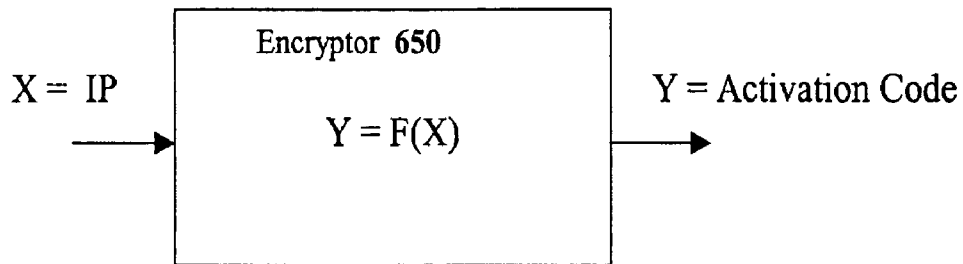 Encryptor 650
X = IP
Y = Activation Code
Y = F(X)